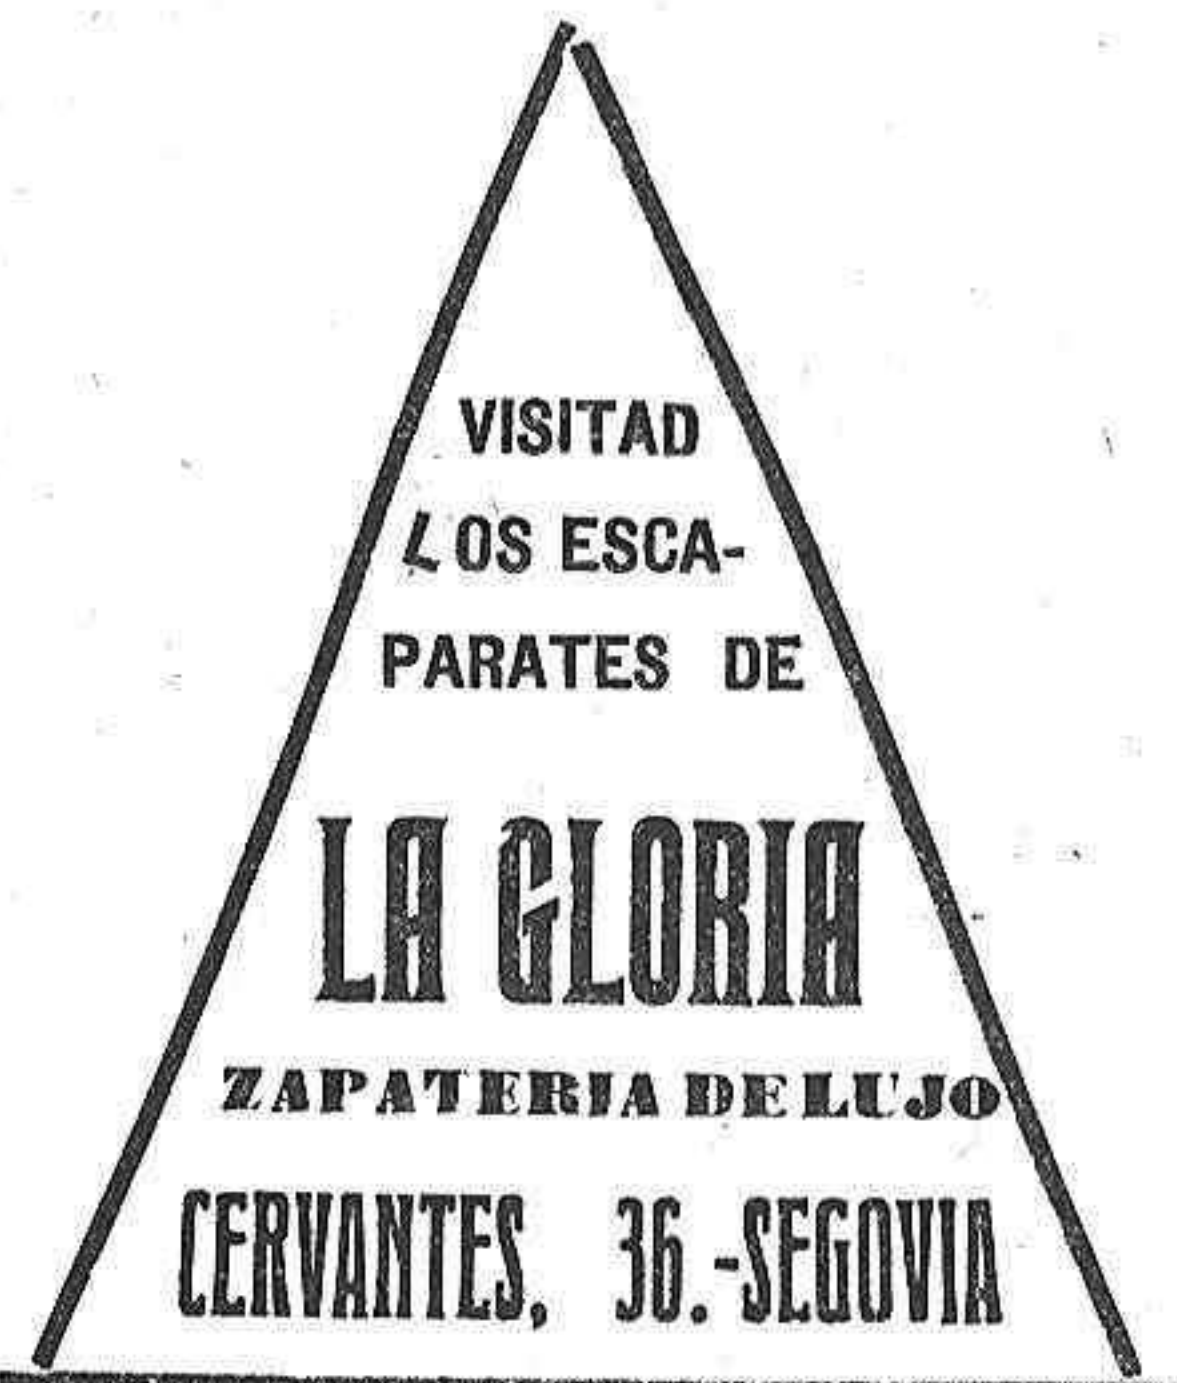 VISITAD
LOS ESCA-
PARATES DE
LA GLORIA
ZAPATERIA DE LUJO
CERVANTES, 36.-SEGOVIA